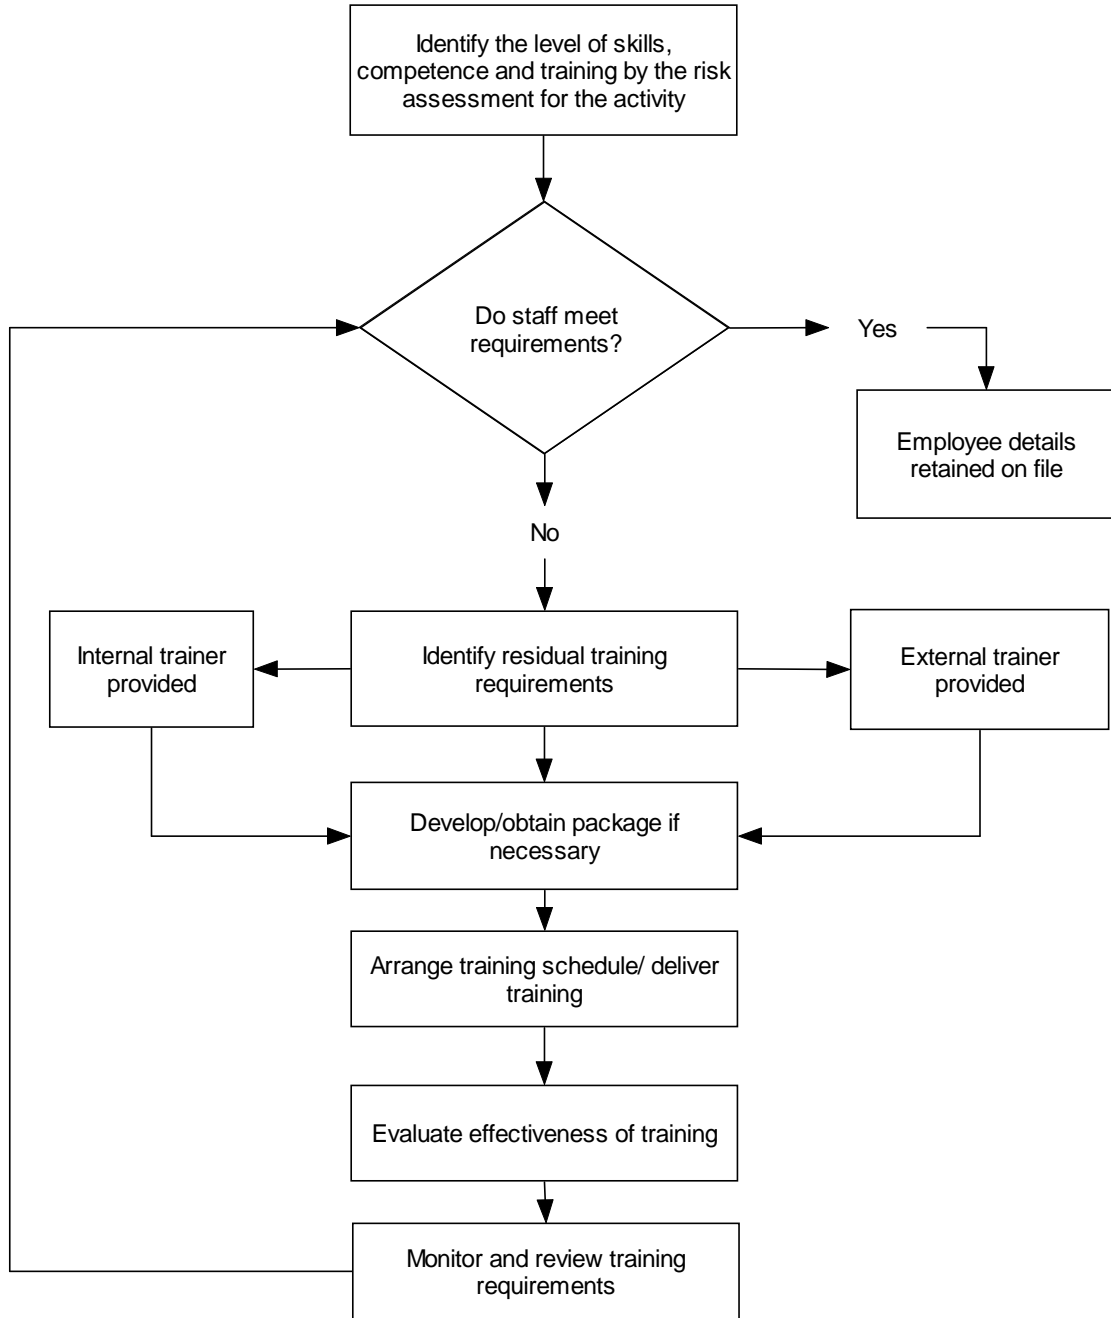 Identify the level of skills,
competence and training by the risk
assessment for the activity
Do staff meet
requirements?
Yes
Employee details
retained on file
No
Internal trainer
provided
Identify residual training
requirements
External trainer
provided
Develop/obtain package if
necessary
Arrange training schedule/ deliver
training
Evaluate effectiveness of training
Monitor and review training
requirements